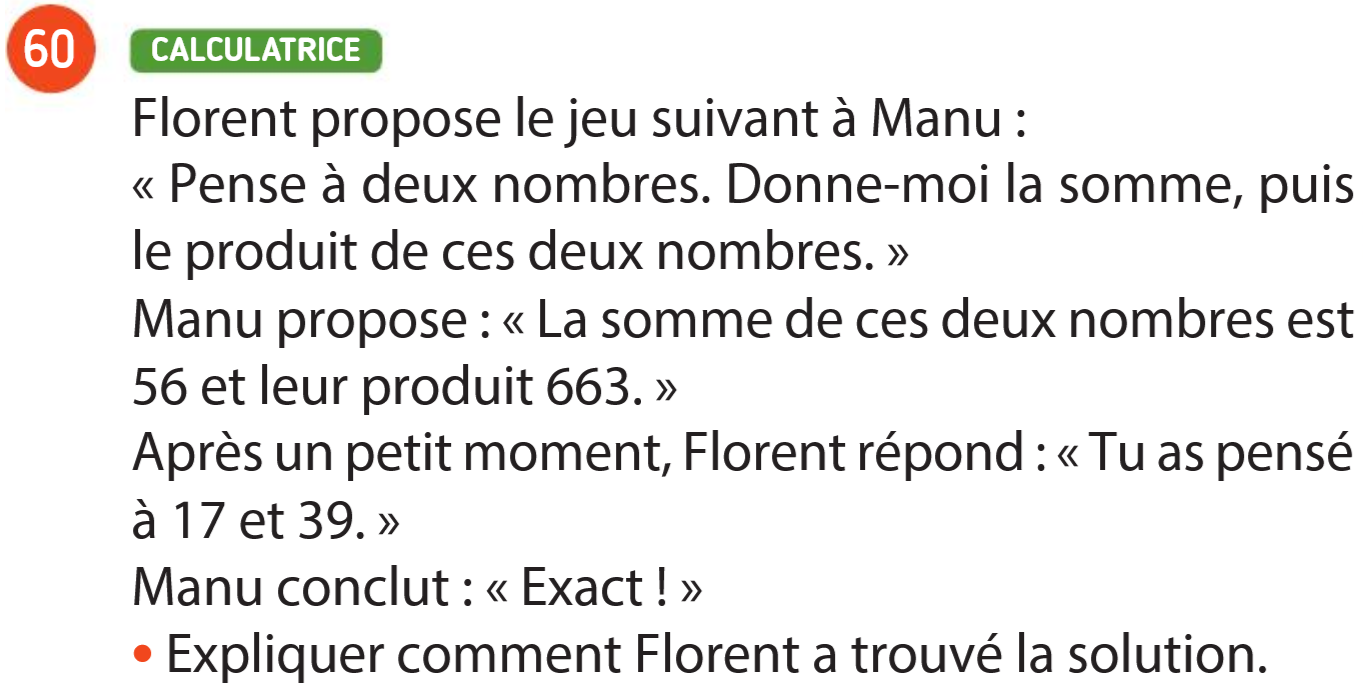 60 CALCULATRICE
Florent propose le jeu suivant à Manu :
« Pense à deux nombres. Donne-moi la somme, puis
le produit de ces deux nombres. »
Manu propose : « La somme de ces deux nombres est
56 et leur produit 663. »
Après un petit moment, Florent répond : « Tu as pensé
à 17 et 39. »
Manu conclut : « Exact ! »
• Expliquer comment Florent a trouvé la solution.